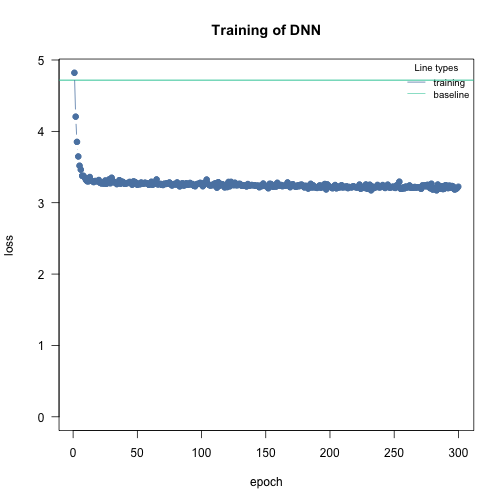 Training of DNN
Line types
training
baseline
5
4
3
2
1
0
loss
0 50 100 150 200 250 300
epoch